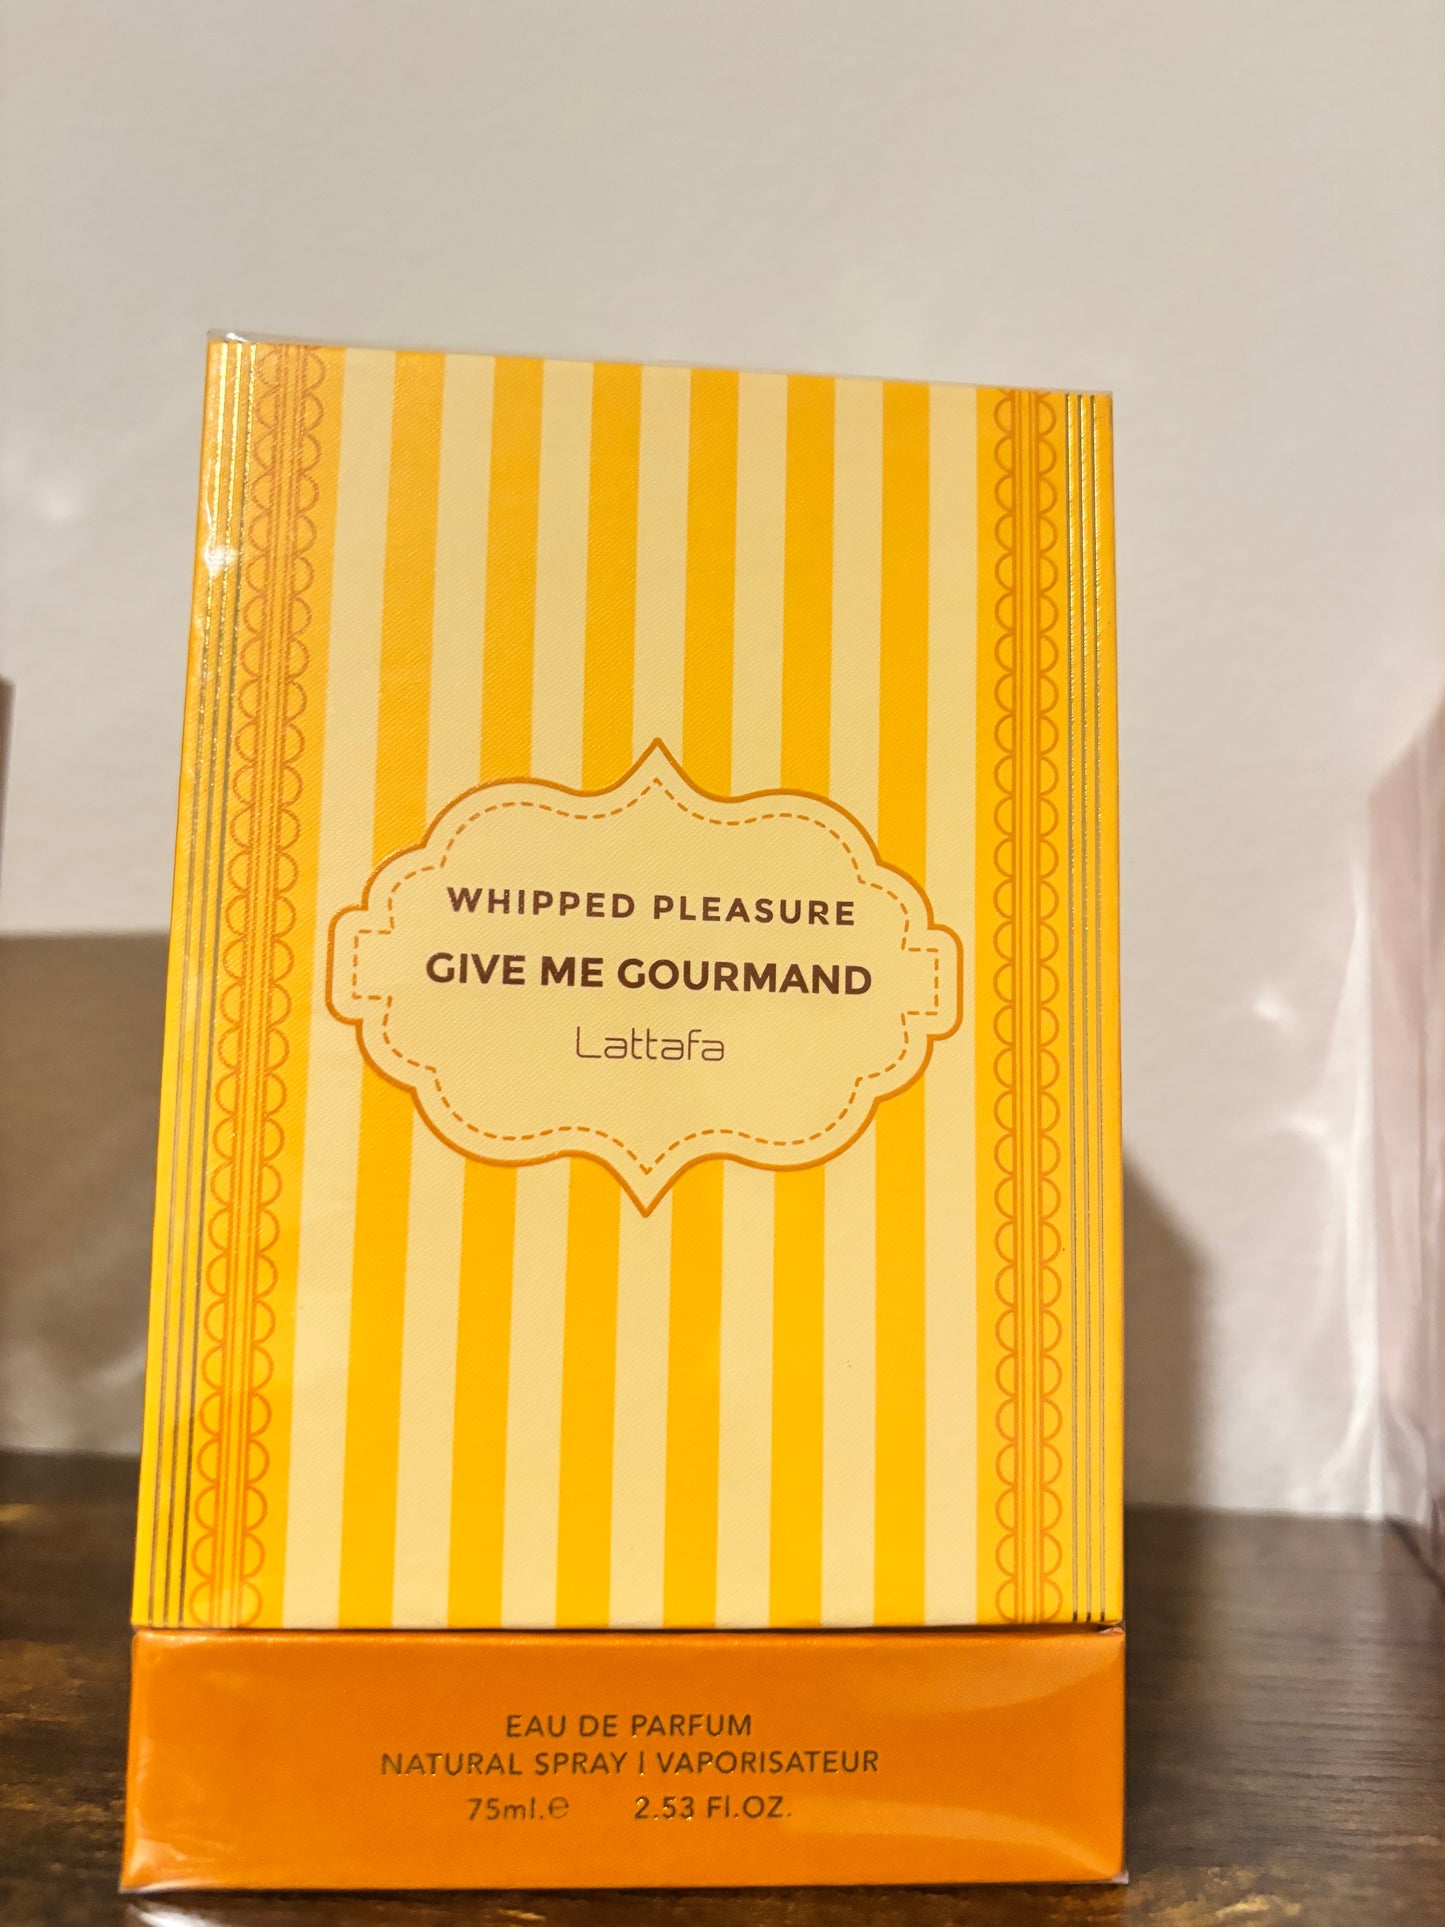 WHIPPED PLEASURE
GIVE ME GOURMAND
Lattafa
EAU DE PARFUM
NATURAL SPRAY | VAPORISATEUR
75ml.℮ 2.53 Fl.OZ.